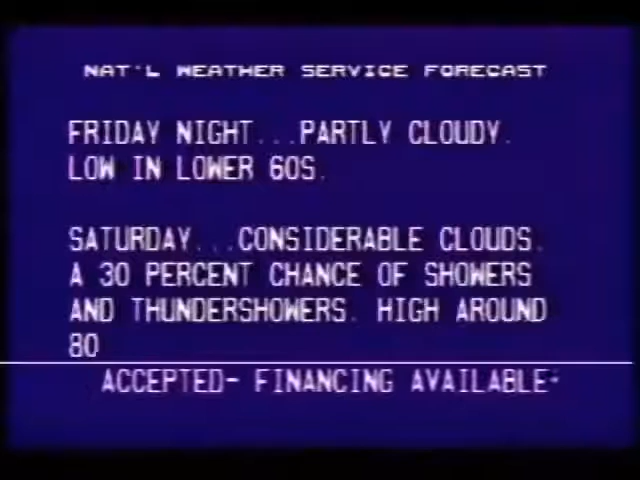 NAT'L WEATHER SERVICE FORECAST
FRIDAY NIGHT...PARTLY CLOUDY.
LOW IN LOWER 60S.
SATURDAY...CONSIDERABLE CLOUDS.
A 30 PERCENT CHANCE OF SHOWERS
AND THUNDERSHOWERS. HIGH AROUND
80
ACCEPTED- FINANCING AVAILABLE-